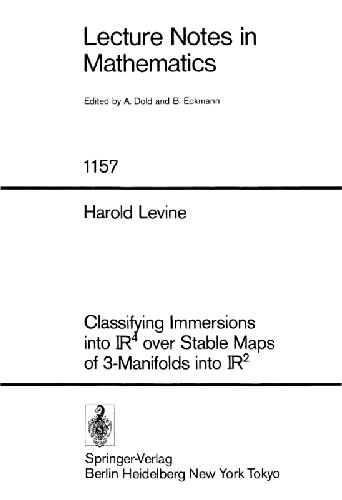 Lecture Notes in
Mathematics
Edited by A. Dold and B. Eckmann
1157
Harold Levine
Classifying Immersions
into ℝ⁴ over Stable Maps
of 3-Manifolds into ℝ²
Springer-Verlag
Berlin Heidelberg New York Tokyo